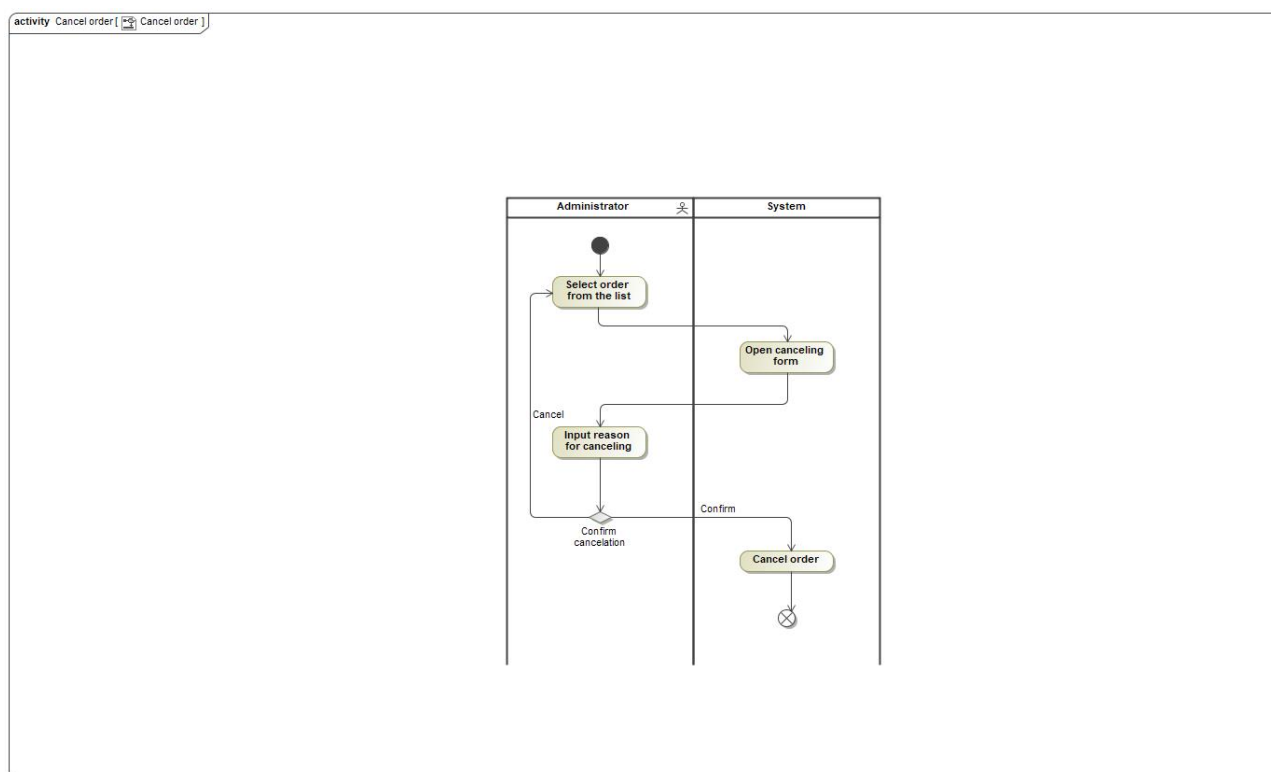 activity Cancel order [ Cancel order ]
Administrator
System
Select order
from the list
Open canceling
form
Cancel
Input reason
for canceling
Confirm
Confirm
cancelation
Cancel order